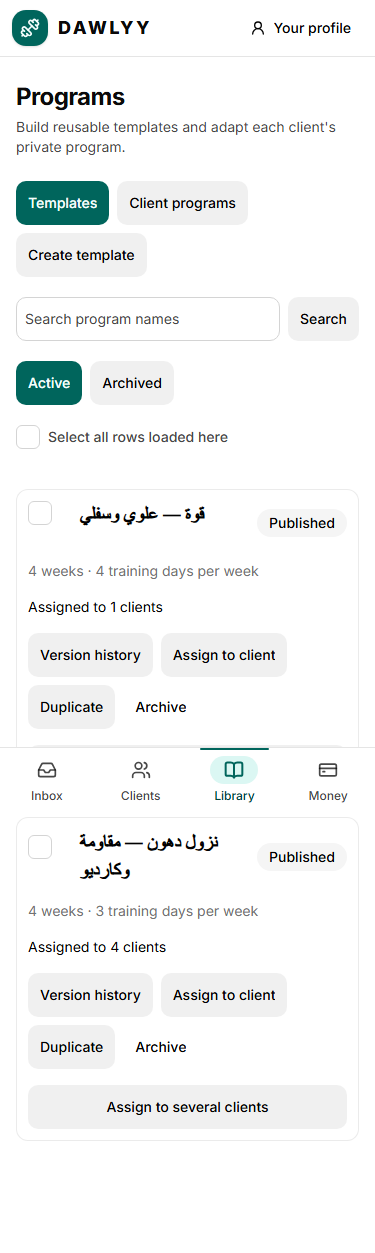 DAWLYY
Your profile
Programs
Build reusable templates and adapt each client's
private program.
Templates
Client programs
Create template
Search program names
Search
Active
Archived
Select all rows loaded here
قوة — علوي وسفلي
Published
4 weeks · 4 training days per week
Assigned to 1 clients
Version history
Assign to client
Duplicate
Archive
Inbox
Clients
Library
Money
نزول دهون — مقاومة
وكارديو
Published
4 weeks · 3 training days per week
Assigned to 4 clients
Version history
Assign to client
Duplicate
Archive
Assign to several clients